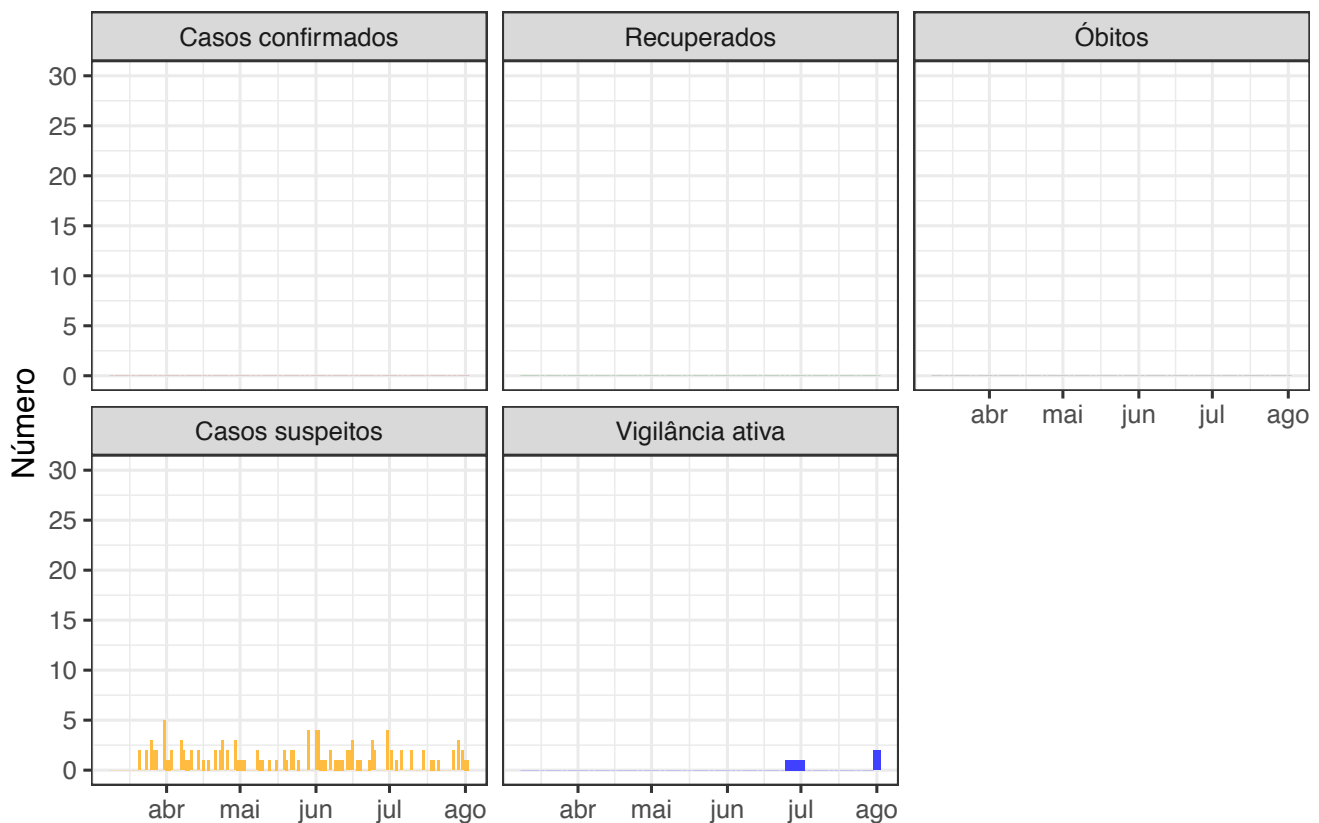 Casos confirmados Recuperados Óbitos
30
25
20
15
10
5
0
abr mai jun jul ago
Casos suspeitos Vigilância ativa
30
25
20
15
10
5
0
abr mai jun jul ago abr mai jun jul ago
Número